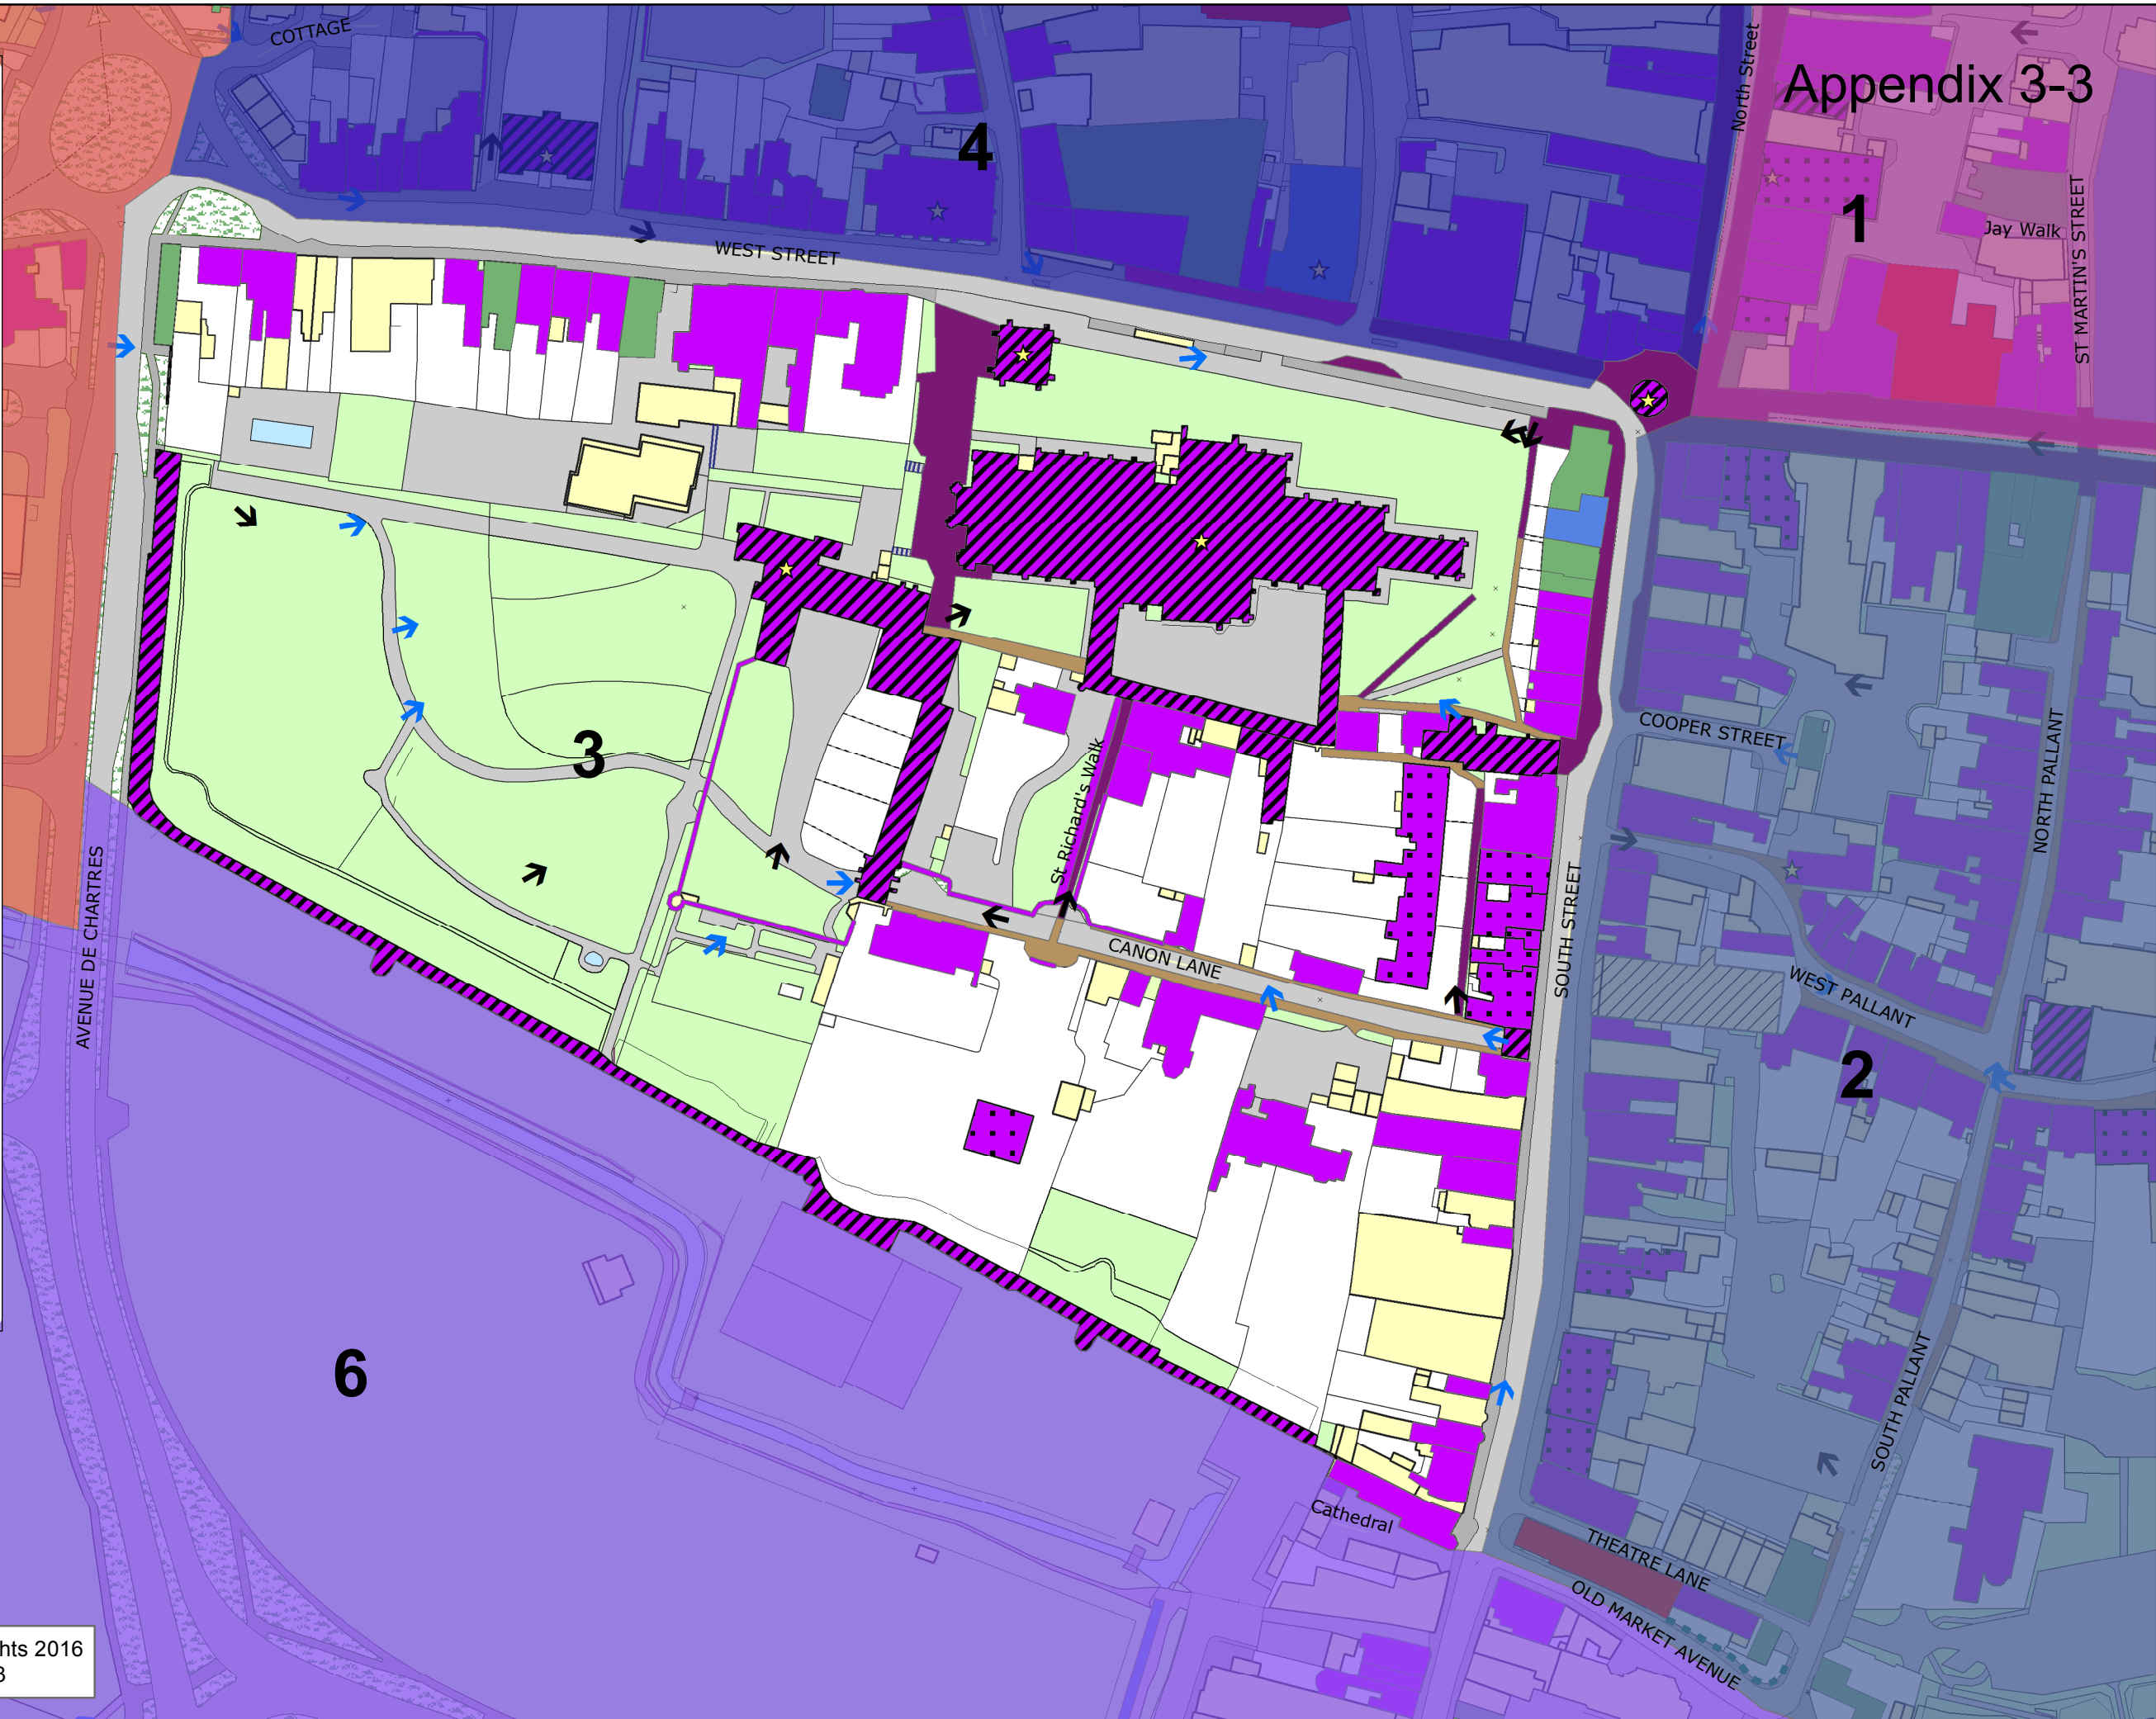 COTTAGE
North Street
Appendix 3-3
4
1
Jay Walk
ST MARTIN'S STREET
WEST STREET
3
St Richard's Walk
COOPER STREET
NORTH PALLANT
AVENUE DE CHARTRES
CANON LANE
SOUTH STREET
WEST PALLANT
2
6
SOUTH PALLANT
Cathedral
THEATRE LANE
OLD MARKET AVENUE
hts 2016
3